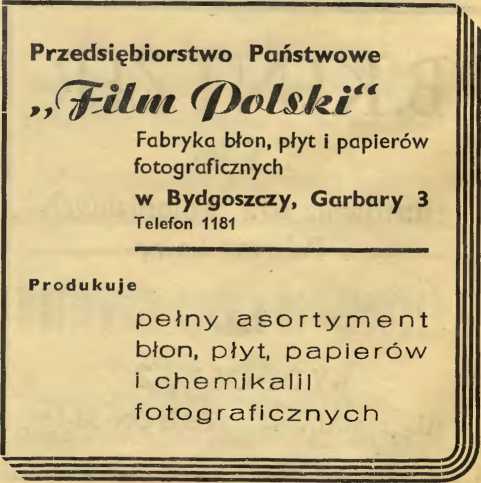 Przedsiębiorstwo Państwowe
„Film Polski“
Fabryka błon, płyt i papierów
fotograficznych
w Bydgoszczy, Garbary 3
Telefon 1181
Produkuje
pełny asortyment
błon, płyt, papierów
i chemikalil
fotograficznych